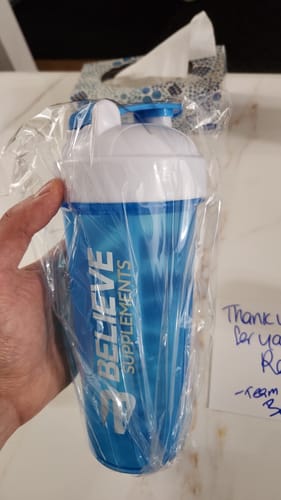 BELIEVE
SUPPLEMENTS
Thank
for
-Team